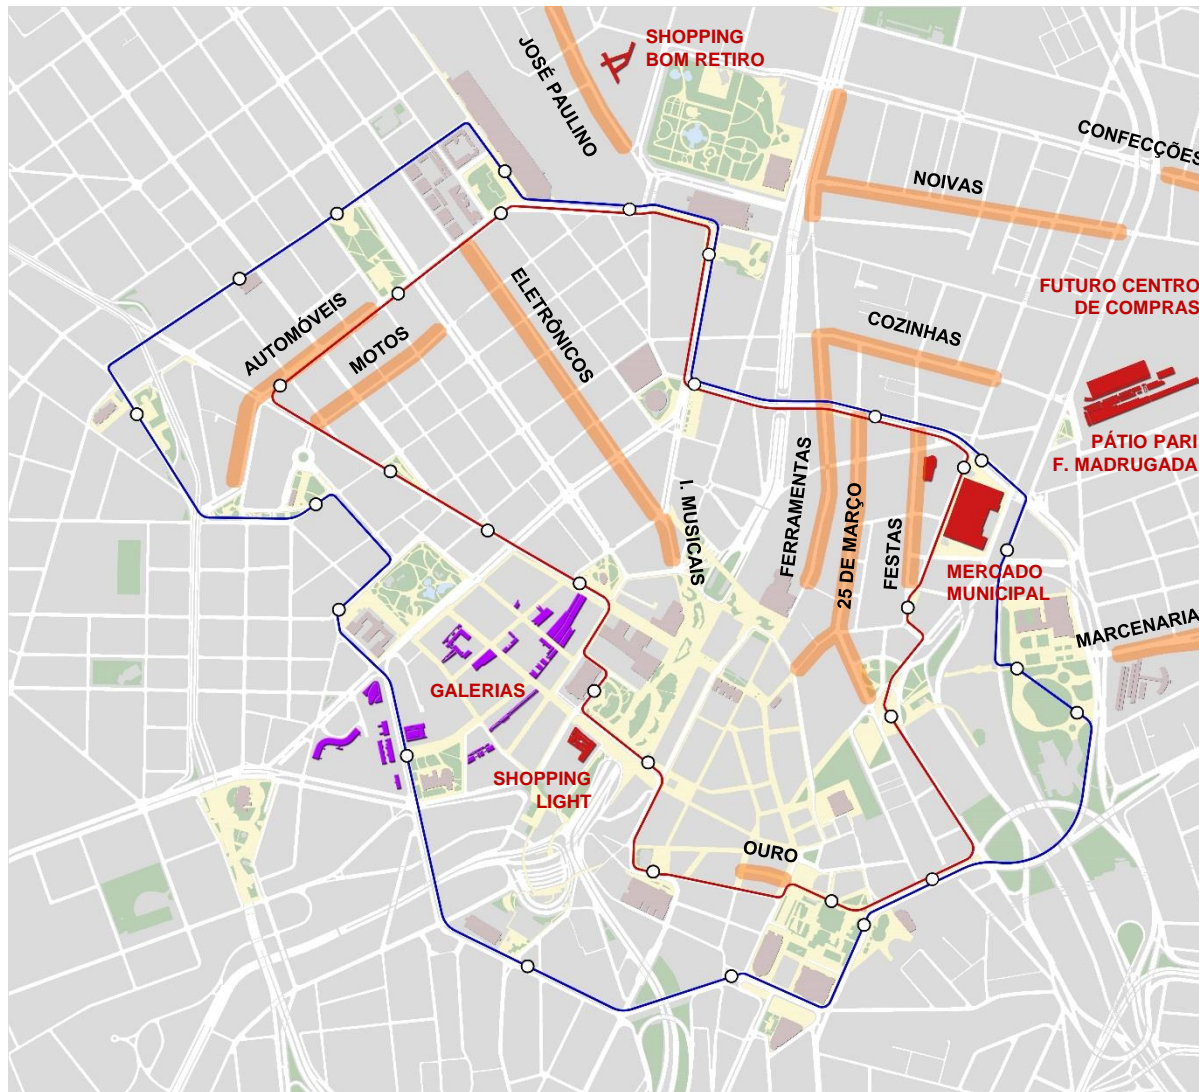 SHOPPING
BOM RETIRO
JOSÉ PAULINO
CONFECÇÕES
NOIVAS
FUTURO CENTRO
DE COMPRAS
ELETRÔNICOS
AUTOMÓVEIS
MOTOS
COZINHAS
PÁTIO PARI
F. MADRUGADA
I. MUSICAIS
FERRAMENTAS
25 DE MARÇO
FESTAS
MERCADO
MUNICIPAL
MARCENARIA
GALERIAS
SHOPPING
LIGHT
OURO